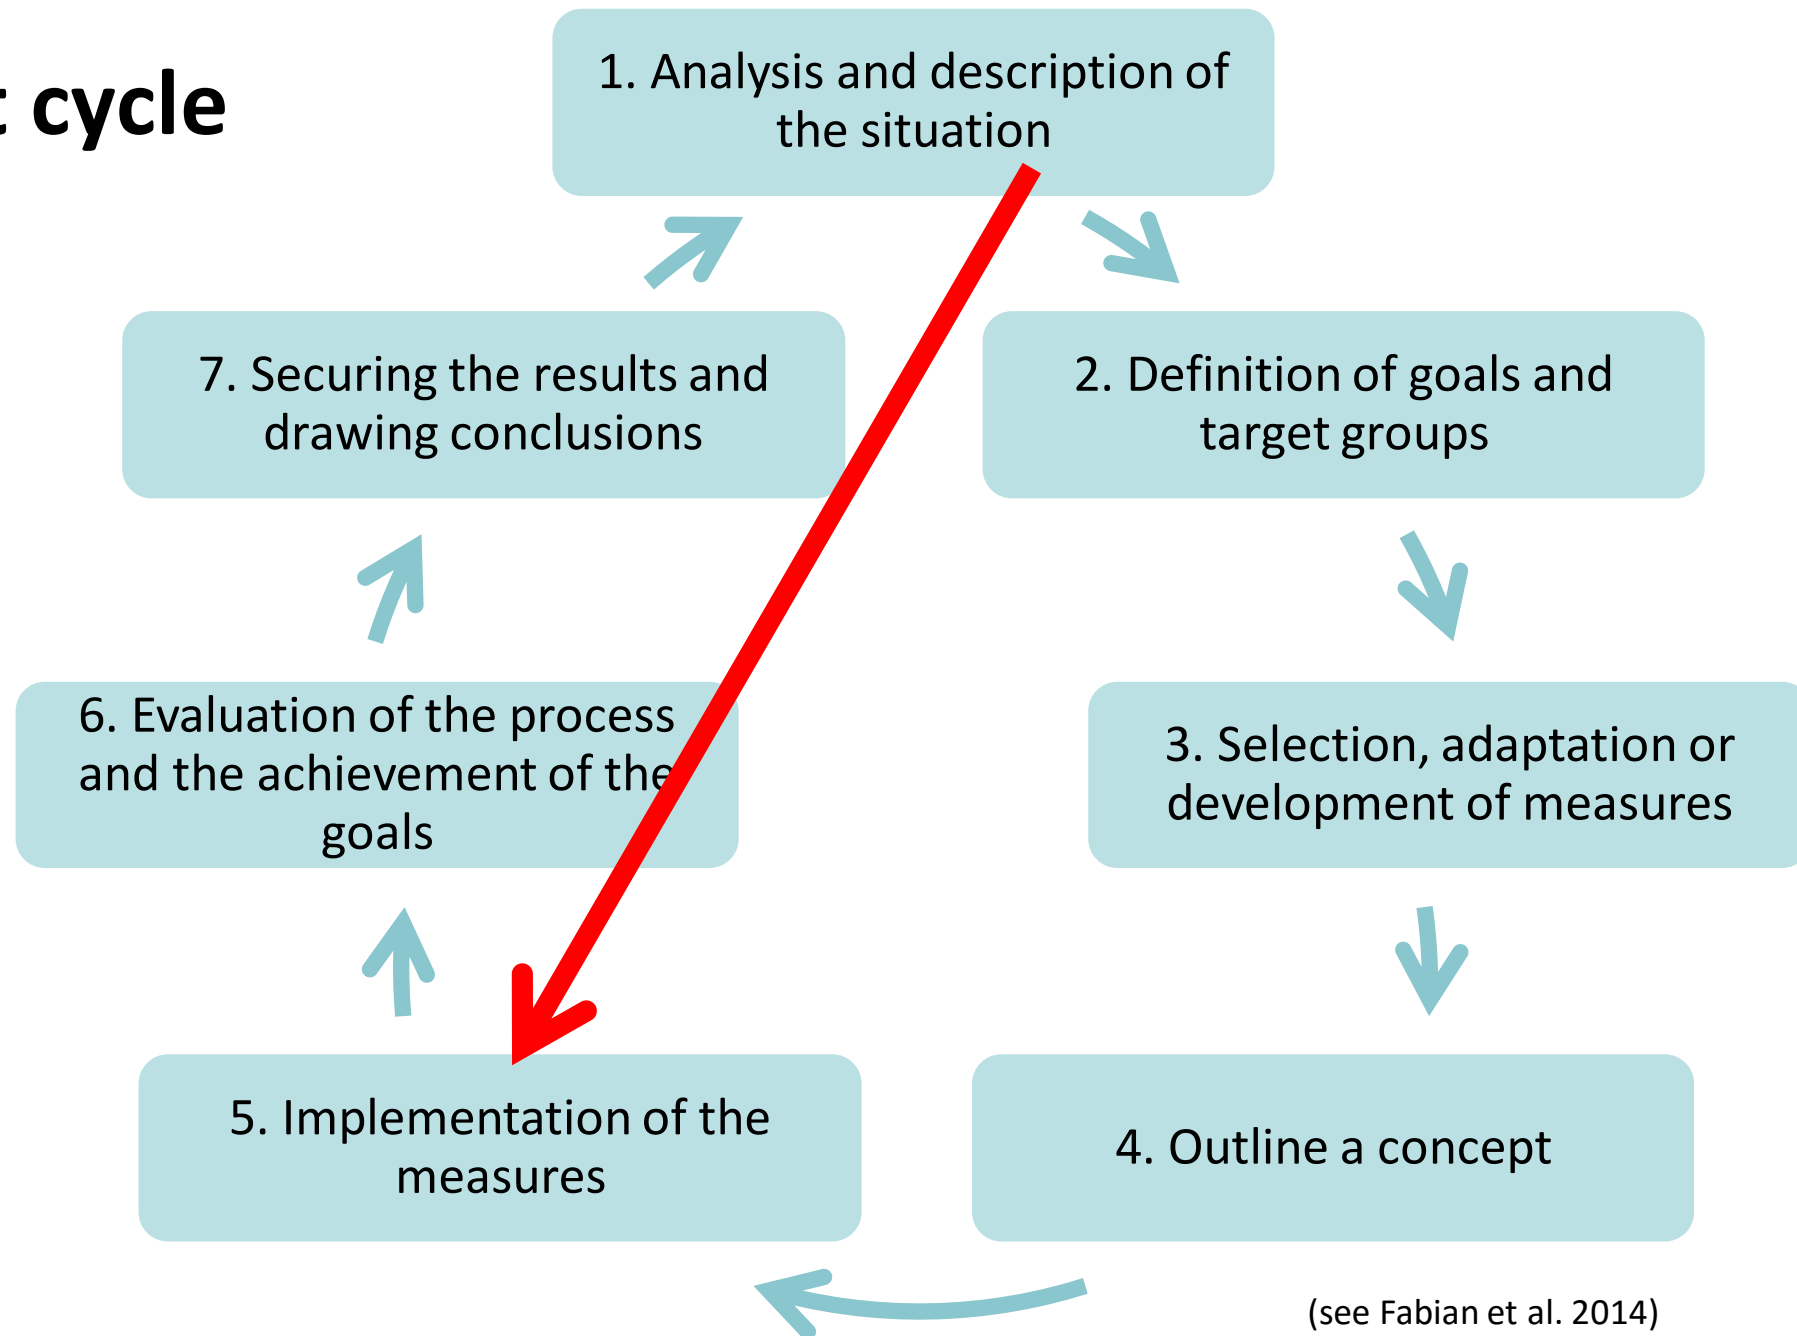 t cycle
1. Analysis and description of
the situation
2. Definition of goals and
target groups
3. Selection, adaptation or
development of measures
4. Outline a concept
5. Implementation of the
measures
6. Evaluation of the process
and the achievement of the
goals
7. Securing the results and
drawing conclusions
(see Fabian et al. 2014)